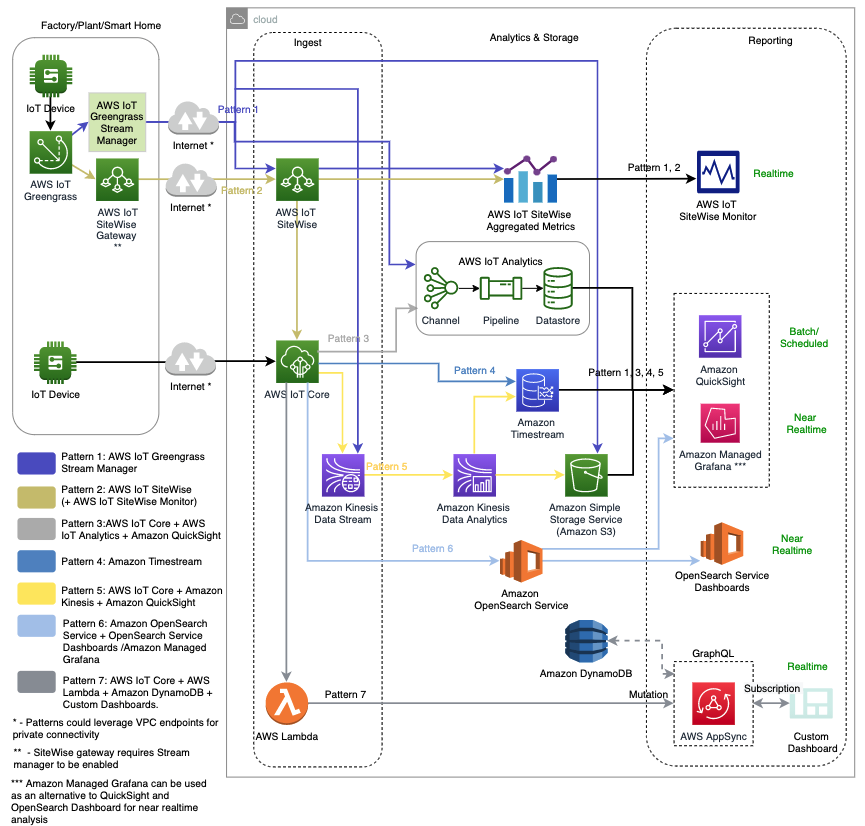 Factory/Plant/Smart Home
cloud
Ingest
Analytics & Storage
Reporting
IoT Device
AWS IoT
Greengrass
Stream
Manager
Internet *
Pattern 1
AWS IoT
Greengrass
AWS IoT
SiteWise
Gateway
**
Internet *
Pattern 2
AWS IoT
SiteWise
AWS IoT SiteWise
Aggregated Metrics
Pattern 1, 2
AWS IoT
SiteWise Monitor
Realtime
AWS IoT Analytics
Channel
Pipeline
Datastore
Pattern 3
IoT Device
Internet *
AWS IoT Core
Pattern 4
Amazon
Timestream
Pattern 1, 3, 4, 5
Amazon
QuickSight
Batch/
Scheduled
Amazon Managed
Grafana ***
Near
Realtime
Amazon Kinesis
Data Stream
Pattern 5
Amazon Kinesis
Data Analytics
Amazon Simple
Storage Service
(Amazon S3)
Pattern 6
Amazon
OpenSearch Service
OpenSearch Service
Dashboards
Near
Realtime
Amazon DynamoDB
GraphQL
Realtime
AWS Lambda
Pattern 7
Mutation
AWS AppSync
Subscription
Custom
Dashboard
Pattern 1: AWS IoT Greengrass
Stream Manager
Pattern 2: AWS IoT SiteWise
(+ AWS IoT SiteWise Monitor)
Pattern 3:AWS IoT Core + AWS
IoT Analytics + Amazon QuickSight
Pattern 4: Amazon Timestream
Pattern 5: AWS IoT Core + Amazon
Kinesis + Amazon QuickSight
Pattern 6: Amazon OpenSearch
Service + OpenSearch Service
Dashboards /Amazon Managed
Grafana
Pattern 7: AWS IoT Core + AWS
Lambda + Amazon DynamoDB +
Custom Dashboards.
* - Patterns could leverage VPC endpoints for
private connectivity
** - SiteWise gateway requires Stream
manager to be enabled
*** Amazon Managed Grafana can be used
as an alternative to QuickSight and
OpenSearch Dashboard for near realtime
analysis